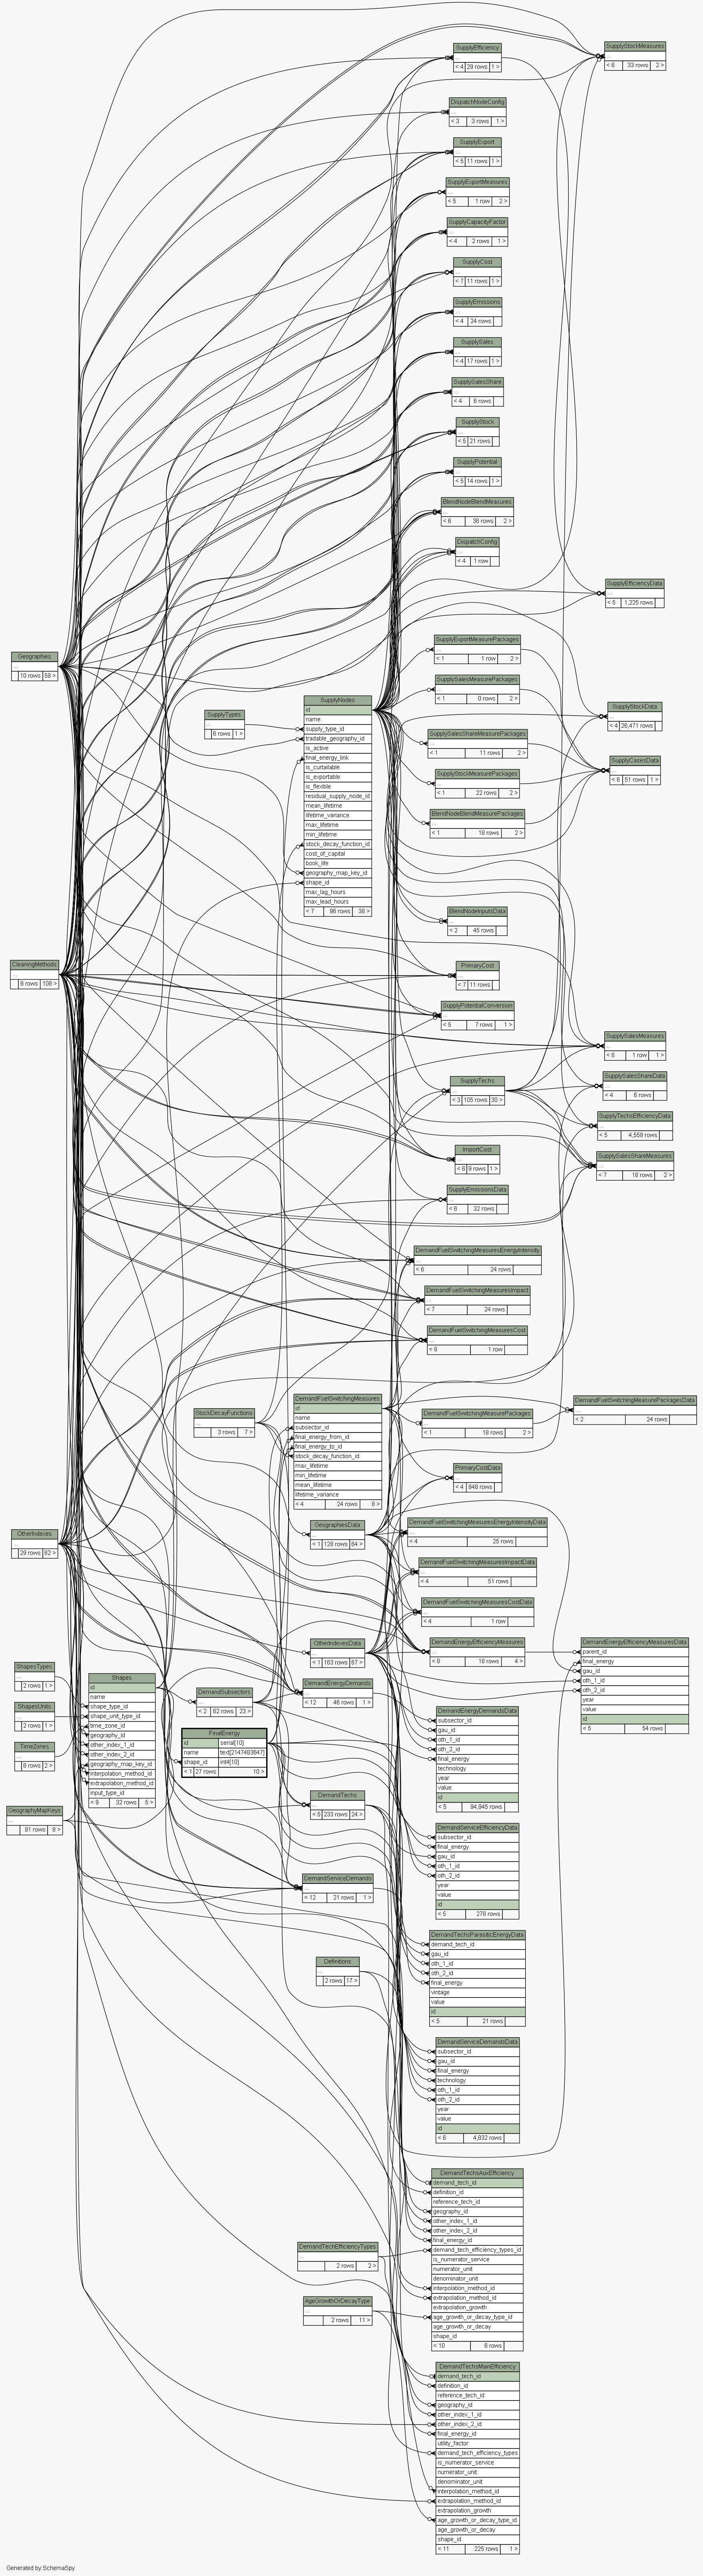 SupplyStockMeasures
...
< 6 33 rows 2 >
SupplyEfficiency
...
< 4 29 rows 1 >
DispatchNodeConfig
...
< 3 3 rows 1 >
SupplyExport
...
< 5 11 rows 1 >
SupplyExportMeasures
...
< 5 1 row 2 >
SupplyCapacityFactor
...
< 4 2 rows 1 >
SupplyCost
...
< 7 11 rows 1 >
SupplyEmissions
...
< 4 24 rows
SupplySales
...
< 4 17 rows 1 >
SupplySalesShare
...
< 4 6 rows
SupplyStock
...
< 5 21 rows
SupplyPotential
...
< 5 14 rows 1 >
BlendNodeBlendMeasures
...
< 6 36 rows 2 >
DispatchConfig
...
< 4 1 row
SupplyEfficiencyData
...
< 5 1,225 rows
Geographies
...
10 rows 59 >
SupplyExportMeasurePackages
...
< 1 1 row 2 >
SupplySalesMeasurePackages
...
< 1 0 rows 2 >
SupplyStockData
...
< 4 26,471 rows
SupplyTypes
...
6 rows 1 >
SupplyNodes
id
name
supply_type_id
tradable_geography_id
is_active
final_energy_link
is_curtailable
is_exportable
is_flexible
residual_supply_node_id
mean_lifetime
lifetime_variance
max_lifetime
min_lifetime
stock_decay_function_id
cost_of_capital
book_life
geography_map_key_id
shape_id
max_lag_hours
max_lead_hours
< 7 96 rows 38 >
SupplySalesShareMeasurePackages
...
< 1 11 rows 2 >
SupplyCasesData
...
< 6 51 rows 1 >
SupplyStockMeasurePackages
...
< 1 22 rows 2 >
BlendNodeBlendMeasurePackages
...
< 1 18 rows 2 >
BlendNodeInputsData
...
< 2 45 rows
CleaningMethods
...
8 rows 108 >
PrimaryCost
...
< 7 11 rows
SupplyPotentialConversion
...
< 5 7 rows 1 >
SupplySalesMeasures
...
< 6 1 row 1 >
SupplyTechs
...
< 3 105 rows 30 >
SupplySalesShareData
...
< 4 6 rows
SupplyTechsEfficiencyData
...
< 5 4,559 rows
ImportCost
...
< 6 9 rows 1 >
SupplySalesShareMeasures
...
< 7 18 rows 2 >
SupplyEmissionsData
...
< 6 32 rows
DemandFuelSwitchingMeasuresEnergyIntensity
...
< 6 24 rows
DemandFuelSwitchingMeasuresImpact
...
< 7 24 rows
DemandFuelSwitchingMeasuresCost
...
< 8 1 row
DemandFuelSwitchingMeasures
id
name
subsector_id
final_energy_from_id
final_energy_to_id
stock_decay_function_id
max_lifetime
min_lifetime
mean_lifetime
lifetime_variance
< 4 24 rows 6 >
StockDecayFunctions
...
3 rows 7 >
DemandFuelSwitchingMeasurePackages
...
< 1 18 rows 2 >
DemandFuelSwitchingMeasurePackagesData
...
< 2 24 rows
PrimaryCostData
...
< 4 848 rows
OtherIndexes
...
29 rows 62 >
GeographiesData
...
< 1 128 rows 64 >
DemandFuelSwitchingMeasuresEnergyIntensityData
...
< 4 25 rows
DemandFuelSwitchingMeasuresImpactData
...
< 4 51 rows
DemandFuelSwitchingMeasuresCostData
...
< 4 1 row
OtherIndexesData
...
< 1 163 rows 67 >
DemandEnergyEfficiencyMeasures
...
< 8 18 rows 4 >
DemandEnergyEfficiencyMeasuresData
parent_id
final_energy
gau_id
oth_1_id
oth_2_id
year
value
id
< 5 54 rows
ShapesTypes
...
2 rows 1 >
ShapesUnits
...
2 rows 1 >
TimeZones
...
8 rows 2 >
GeographyMapKeys
...
91 rows 8 >
Shapes
id
name
shape_type_id
shape_unit_type_id
time_zone_id
geography_id
other_index_1_id
other_index_2_id
geography_map_key_id
interpolation_method_id
extrapolation_method_id
input_type_id
< 9 32 rows 5 >
DemandSubsectors
...
< 2 62 rows 23 >
DemandEnergyDemands
...
< 12 46 rows 1 >
FinalEnergy
id serial[10]
name text[2147483647]
shape_id int4[10]
< 1 27 rows 10 >
DemandEnergyDemandsData
subsector_id
gau_id
oth_1_id
oth_2_id
final_energy
technology
year
value
id
< 5 94,945 rows
DemandTechs
...
< 5 233 rows 24 >
DemandServiceEfficiencyData
subsector_id
final_energy
gau_id
oth_1_id
oth_2_id
year
value
id
< 5 278 rows
DemandServiceDemands
...
< 12 21 rows 1 >
DemandTechsParasiticEnergyData
demand_tech_id
gau_id
oth_1_id
oth_2_id
final_energy
vintage
value
id
< 5 21 rows
Definitions
...
2 rows 17 >
DemandServiceDemandsData
subsector_id
gau_id
final_energy
technology
oth_1_id
oth_2_id
year
value
id
< 6 4,832 rows
DemandTechsAuxEfficiency
demand_tech_id
definition_id
reference_tech_id
geography_id
other_index_1_id
other_index_2_id
final_energy_id
demand_tech_efficiency_types_id
is_numerator_service
numerator_unit
denominator_unit
interpolation_method_id
extrapolation_method_id
extrapolation_growth
age_growth_or_decay_type_id
age_growth_or_decay
shape_id
< 10 6 rows
DemandTechEfficiencyTypes
...
2 rows 2 >
AgeGrowthOrDecayType
...
2 rows 11 >
DemandTechsMainEfficiency
demand_tech_id
definition_id
reference_tech_id
geography_id
other_index_1_id
other_index_2_id
final_energy_id
utility_factor
demand_tech_efficiency_types
is_numerator_service
numerator_unit
denominator_unit
interpolation_method_id
extrapolation_method_id
extrapolation_growth
age_growth_or_decay_type_id
age_growth_or_decay
shape_id
< 11 225 rows 1 >
Generated by SchemaSpy